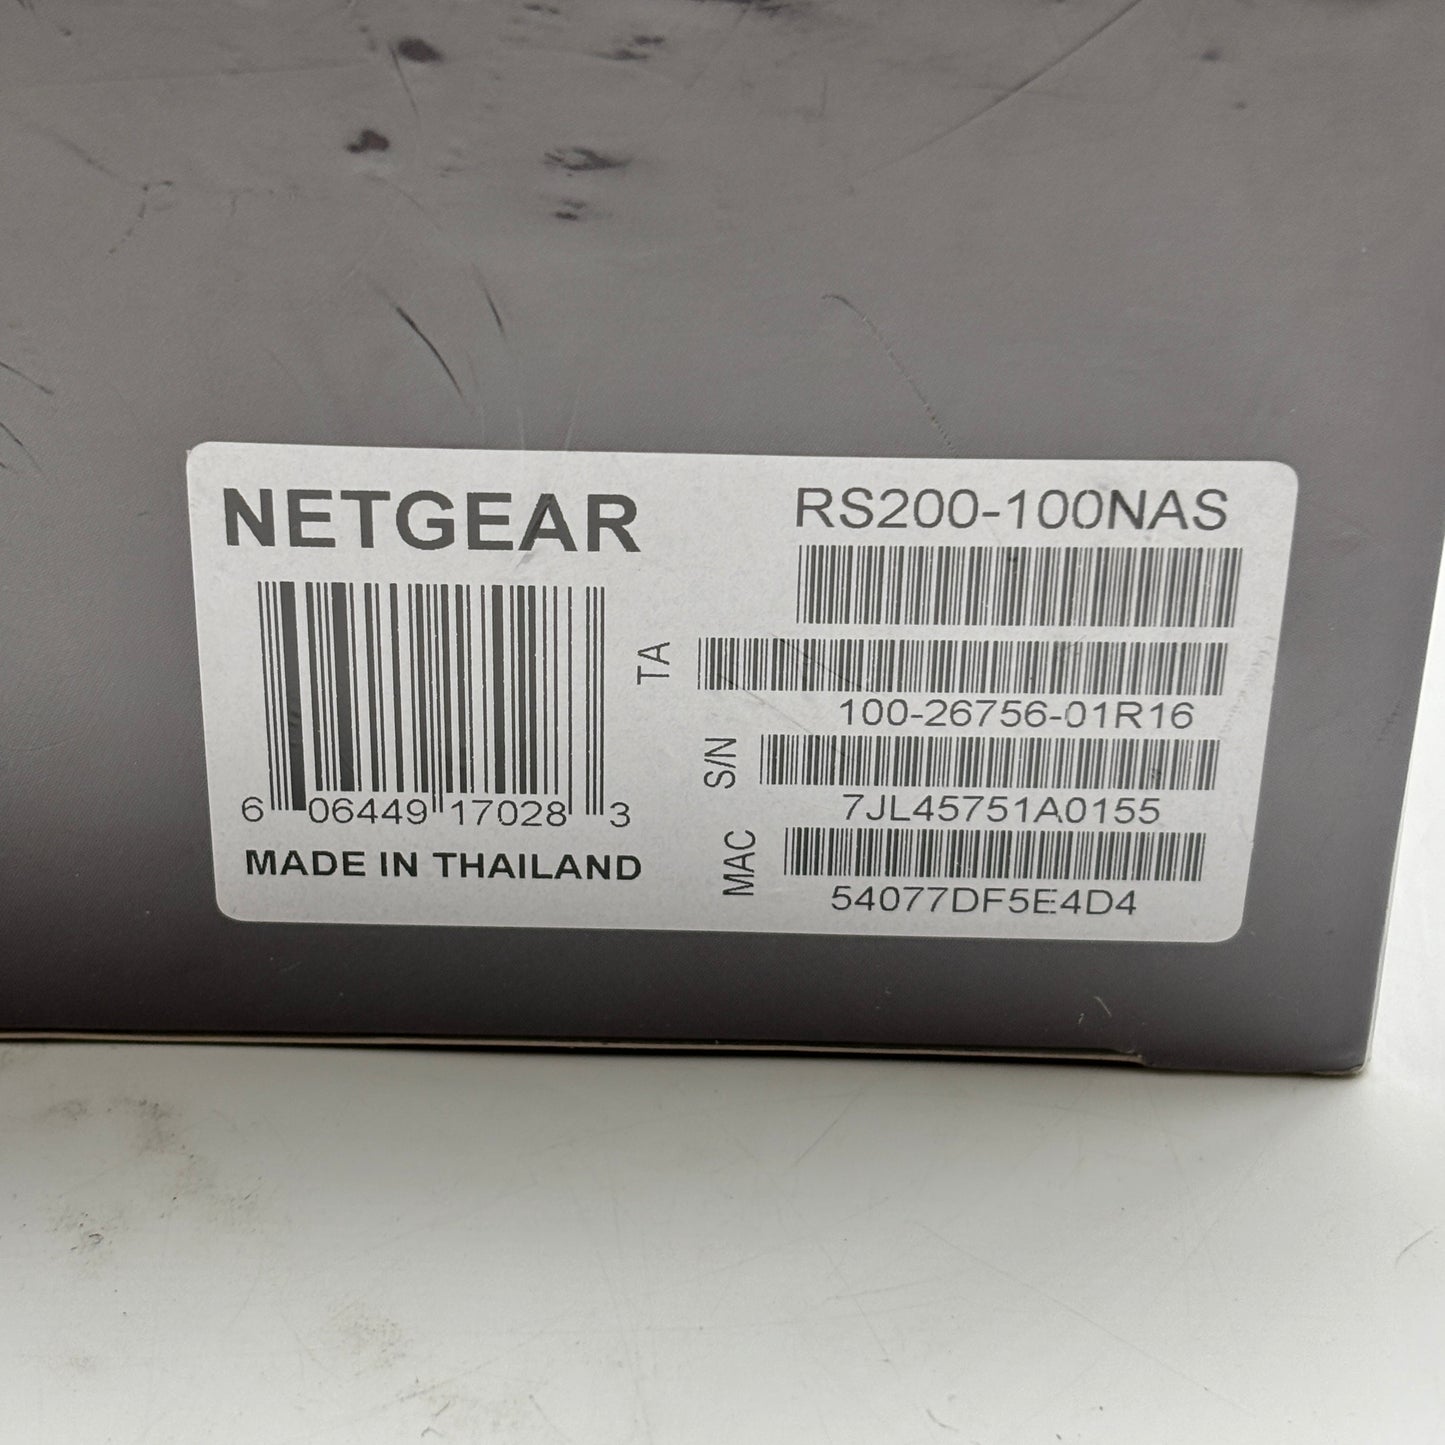 NETGEAR
6 06449 17028 3
MADE IN THAILAND
RS200-100NAS
TA
100-26756-01R16
S/N
7JL45751A0155
MAC
54077DF5E4D4